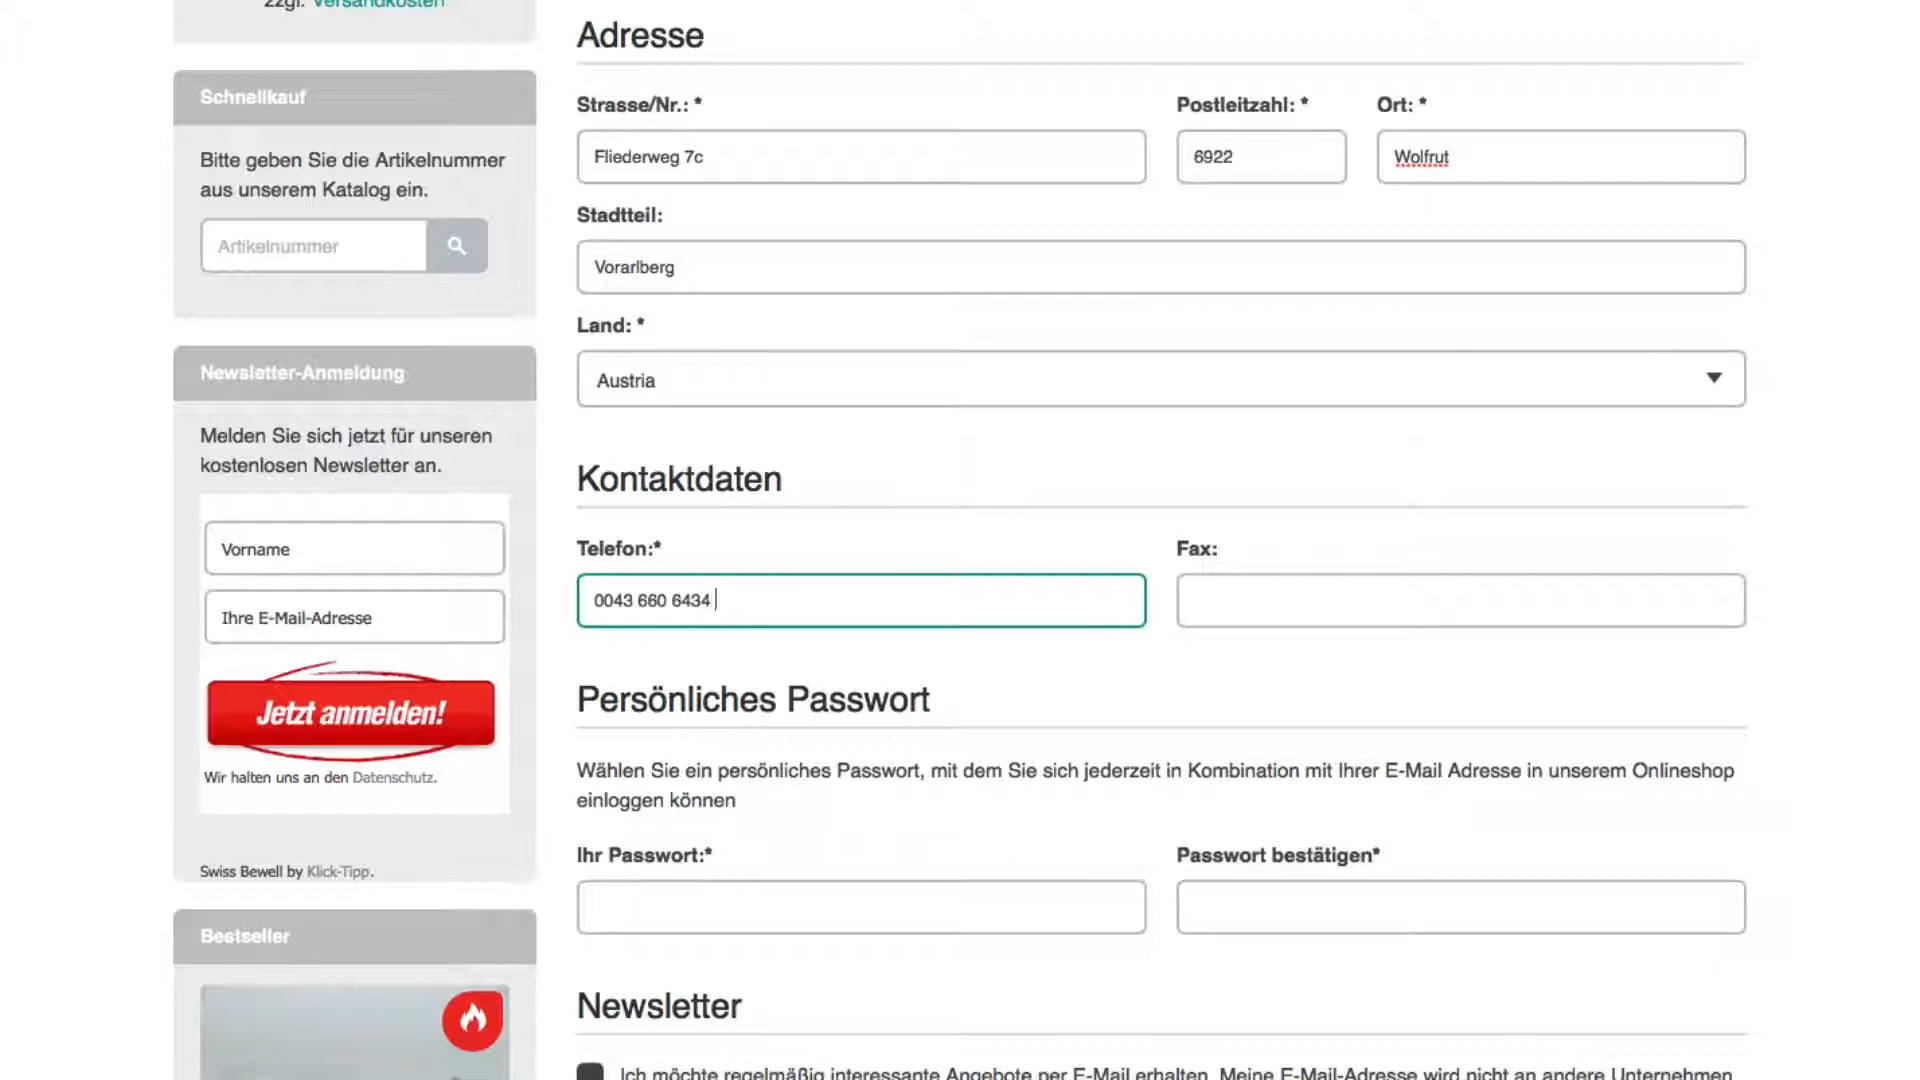 zzgl. Versandkosten
Schnellkauf
Bitte geben Sie die Artikelnummer
aus unserem Katalog ein.
Artikelnummer
Newsletter-Anmeldung
Melden Sie sich jetzt für unseren
kostenlosen Newsletter an.
Vorname
Ihre E-Mail-Adresse
Jetzt anmelden!
Wir halten uns an den Datenschutz.
Swiss Bewell by Klick-Tipp.
Bestseller
Adresse
Strasse/Nr.: * Postleitzahl: * Ort: *
Fliederweg 7c 6922 Wolfrut
Stadtteil:
Vorarlberg
Land: *
Austria
Kontaktdaten
Telefon:* Fax:
0043 660 6434
Persönliches Passwort
Wählen Sie ein persönliches Passwort, mit dem Sie sich jederzeit in Kombination mit Ihrer E-Mail Adresse in unserem Onlineshop
einloggen können
Ihr Passwort:* Passwort bestätigen*
Newsletter
Ich möchte regelmäßig interessante Angebote per E-Mail erhalten. Meine E-Mail-Adresse wird nicht an andere Unternehmen